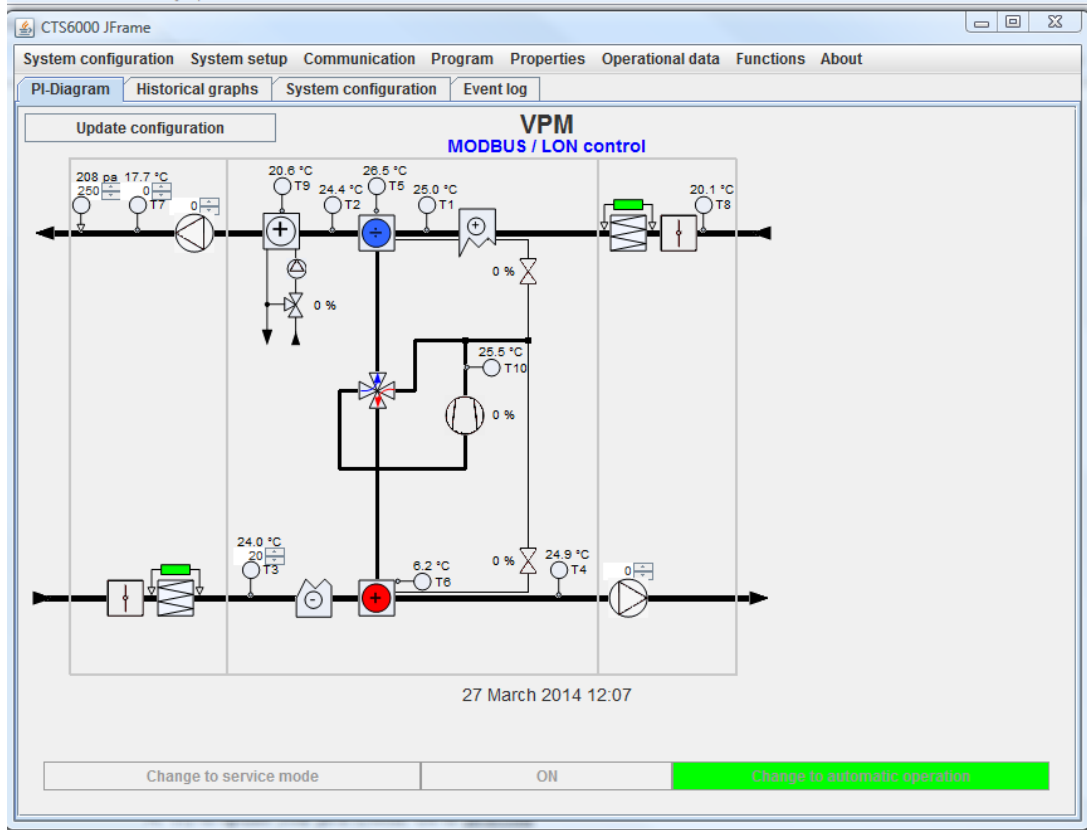 CTS6000 JFrame
System configuration System setup Communication Program Properties Operational data Functions About
PI-Diagram Historical graphs System configuration Event log
Update configuration
VPM
MODBUS / LON control
208 pa 17.7 °C
250 0
T7
0
20.6 °C
T9
24.4 °C
T2
26.5 °C
T5
25.0 °C
T1
20.1 °C
T8
0 %
0 %
25.5 °C
T10
0 %
24.0 °C
20
T3
6.2 °C
T6
0 %
24.9 °C
T4
0
27 March 2014 12:07
Change to service mode ON Change to automatic operation